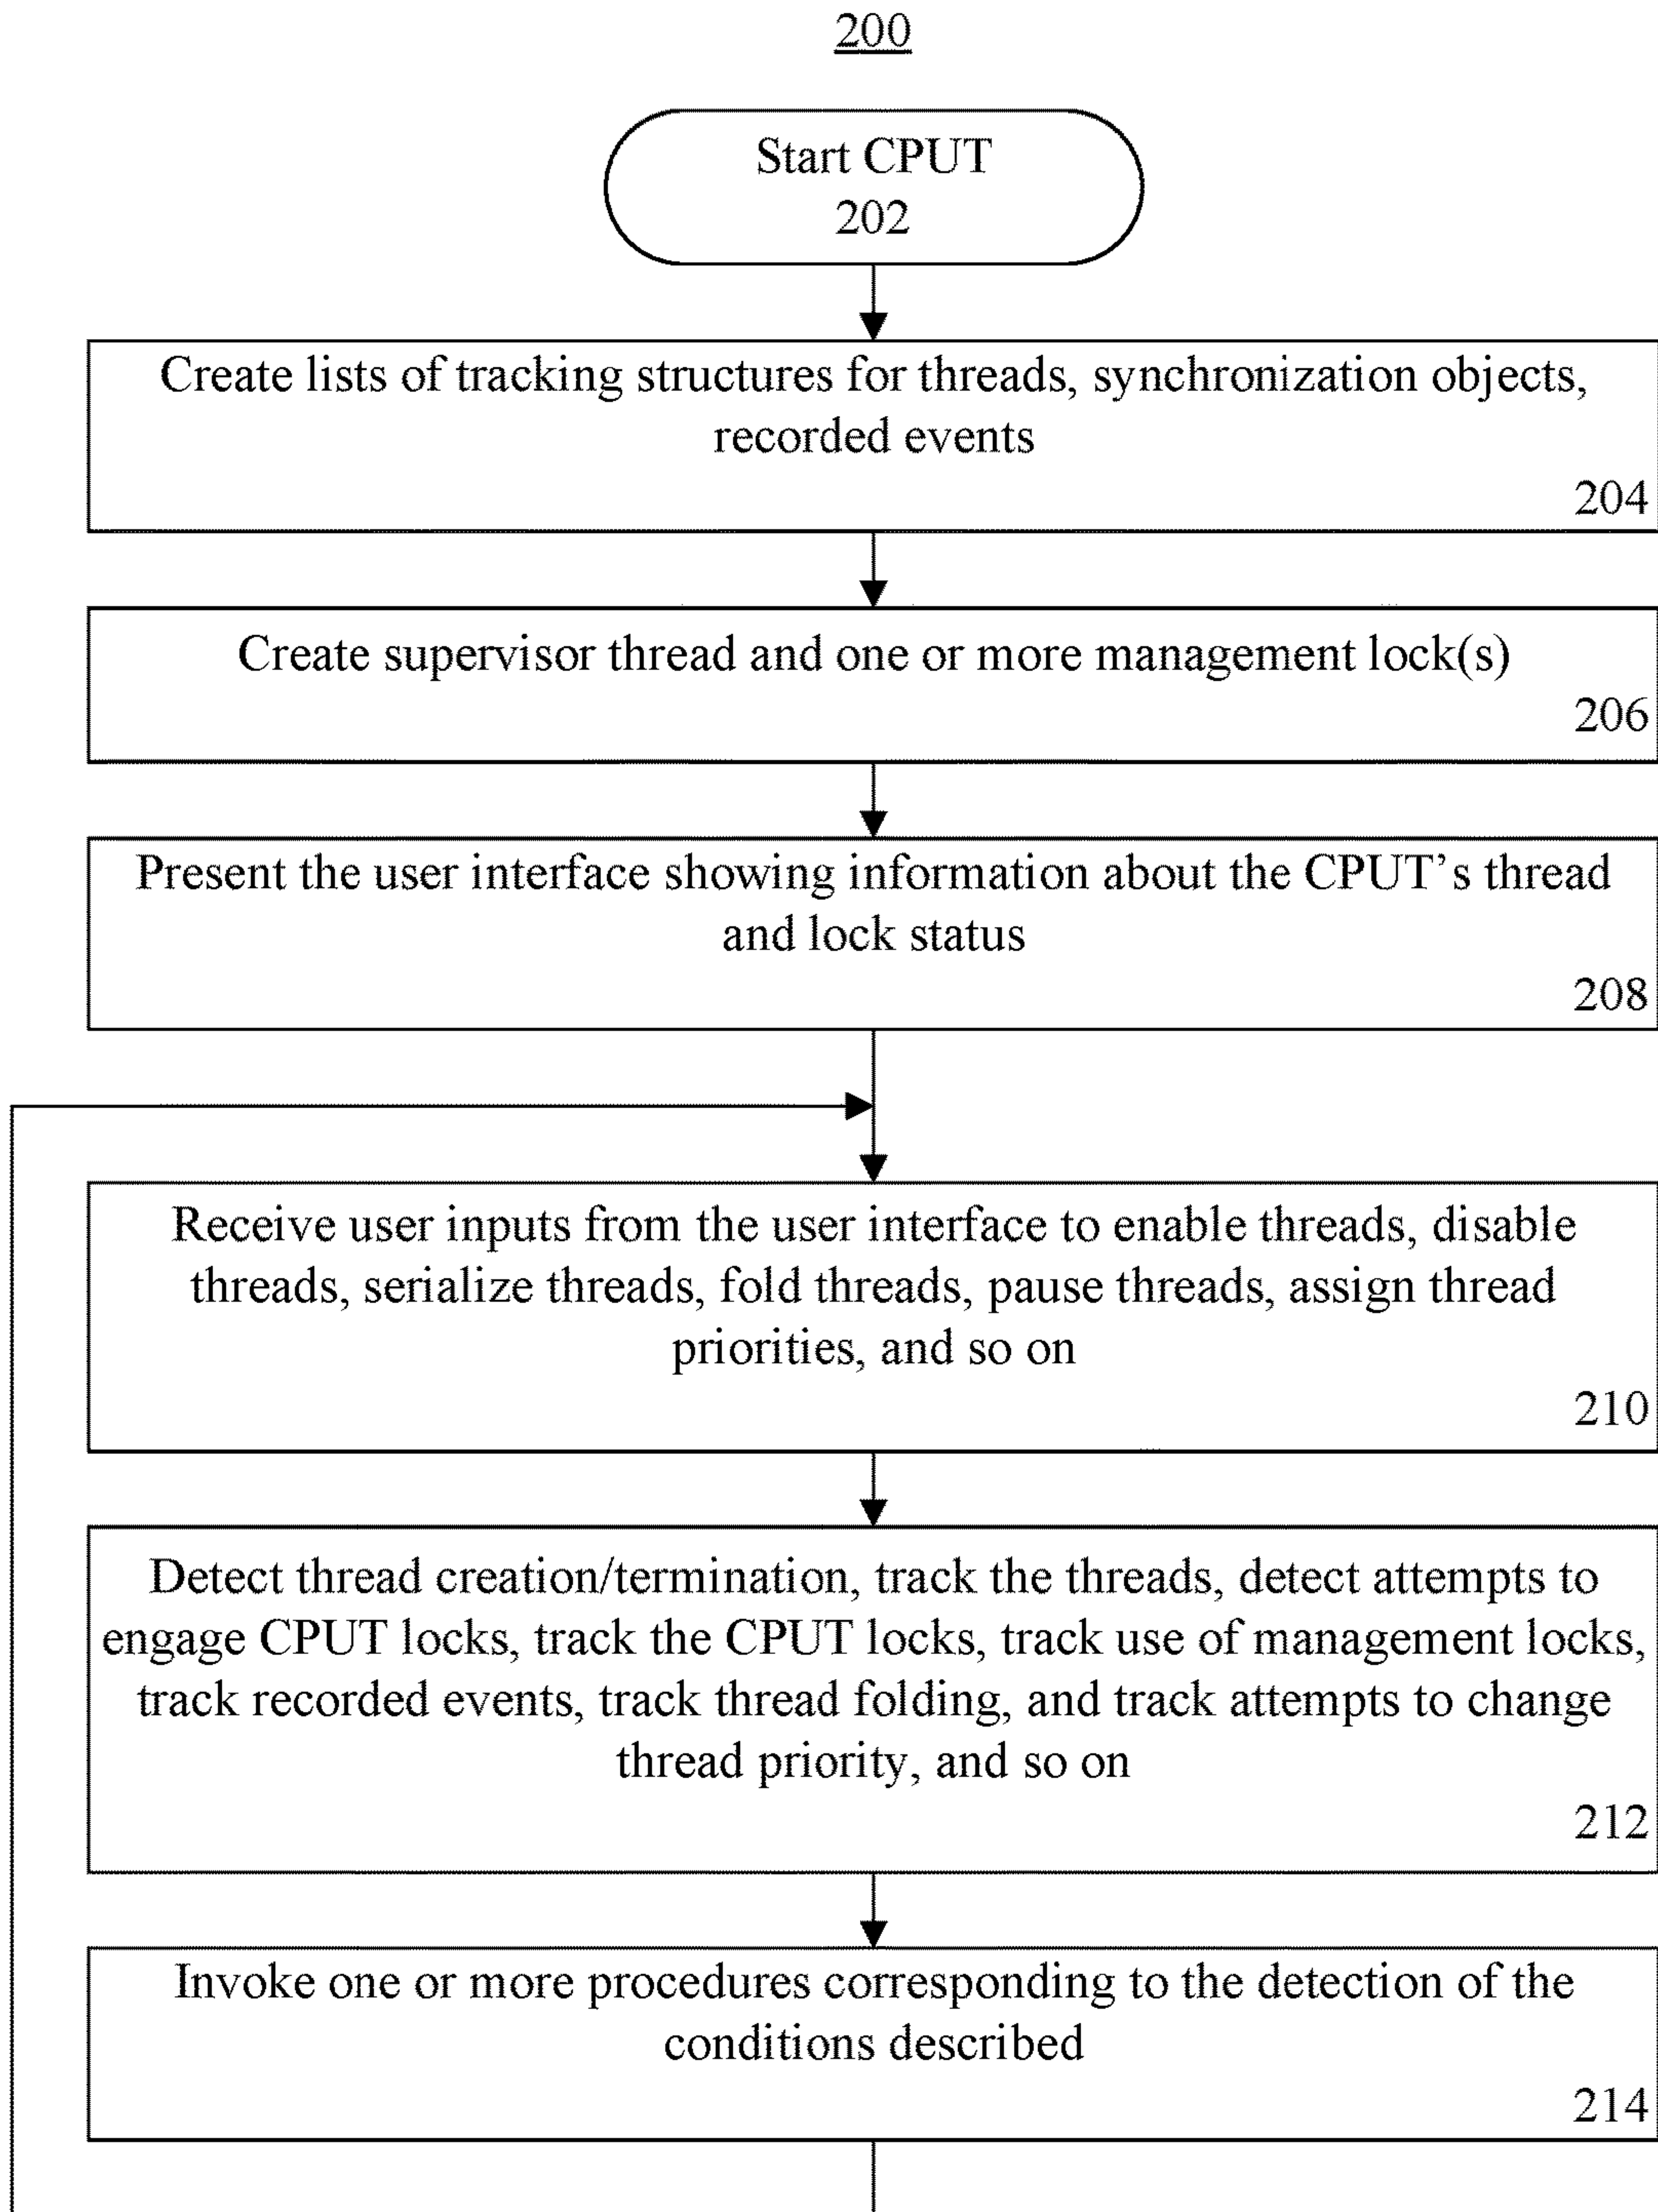 200
Start CPUT
202
Create lists of tracking structures for threads, synchronization objects,
recorded events
204
Create supervisor thread and one or more management lock(s)
206
Present the user interface showing information about the CPUT’s thread
and lock status
208
Receive user inputs from the user interface to enable threads, disable
threads, serialize threads, fold threads, pause threads, assign thread
priorities, and so on
210
Detect thread creation/termination, track the threads, detect attempts to
engage CPUT locks, track the CPUT locks, track use of management locks,
track recorded events, track thread folding, and track attempts to change
thread priority, and so on
212
Invoke one or more procedures corresponding to the detection of the
conditions described
214